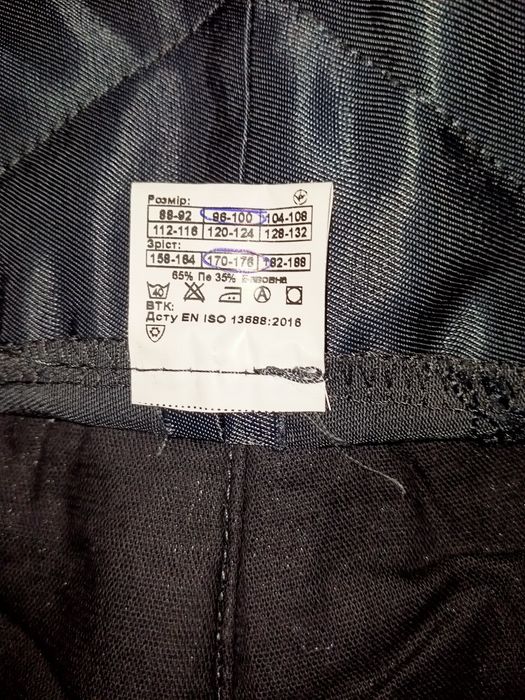 Розмір:
88-92 96-100 104-108
112-116 120-124 128-132
Зріст:
158-164 170-176 182-188
65% Пе 35%
40 A
ВТК:
Дсту EN ISO 13688:2016